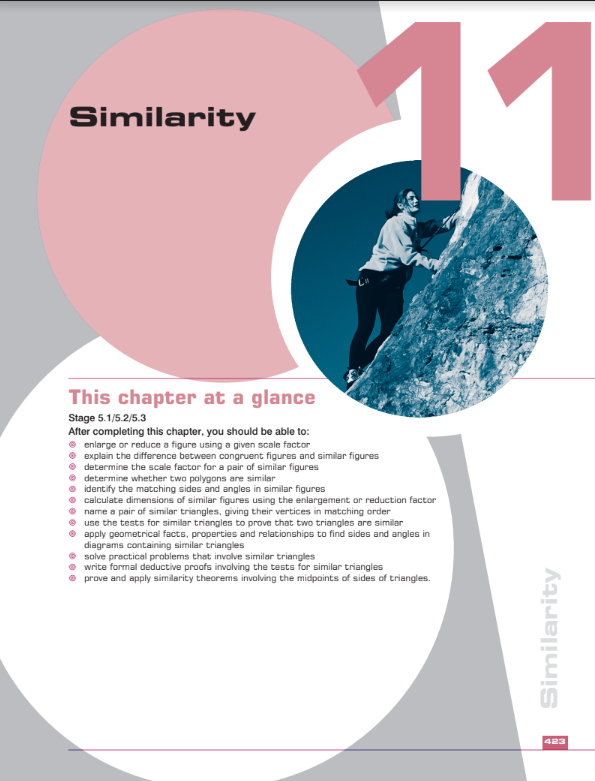 11
Similarity
This chapter at a glance
Stage 5.1/5.2/5.3
After completing this chapter, you should be able to:
enlarge or reduce a figure using a given scale factor
explain the difference between congruent figures and similar figures
determine the scale factor for a pair of similar figures
determine whether two polygons are similar
identify the matching sides and angles in similar figures
calculate dimensions of similar figures using the enlargement or reduction factor
name a pair of similar triangles, giving their vertices in matching order
use the tests for similar triangles to prove that two triangles are similar
apply geometrical facts, properties and relationships to find sides and angles in
diagrams containing similar triangles
solve practical problems that involve similar triangles
write formal deductive proofs involving the tests for similar triangles
prove and apply similarity theorems involving the midpoints of sides of triangles.
Similarity
423